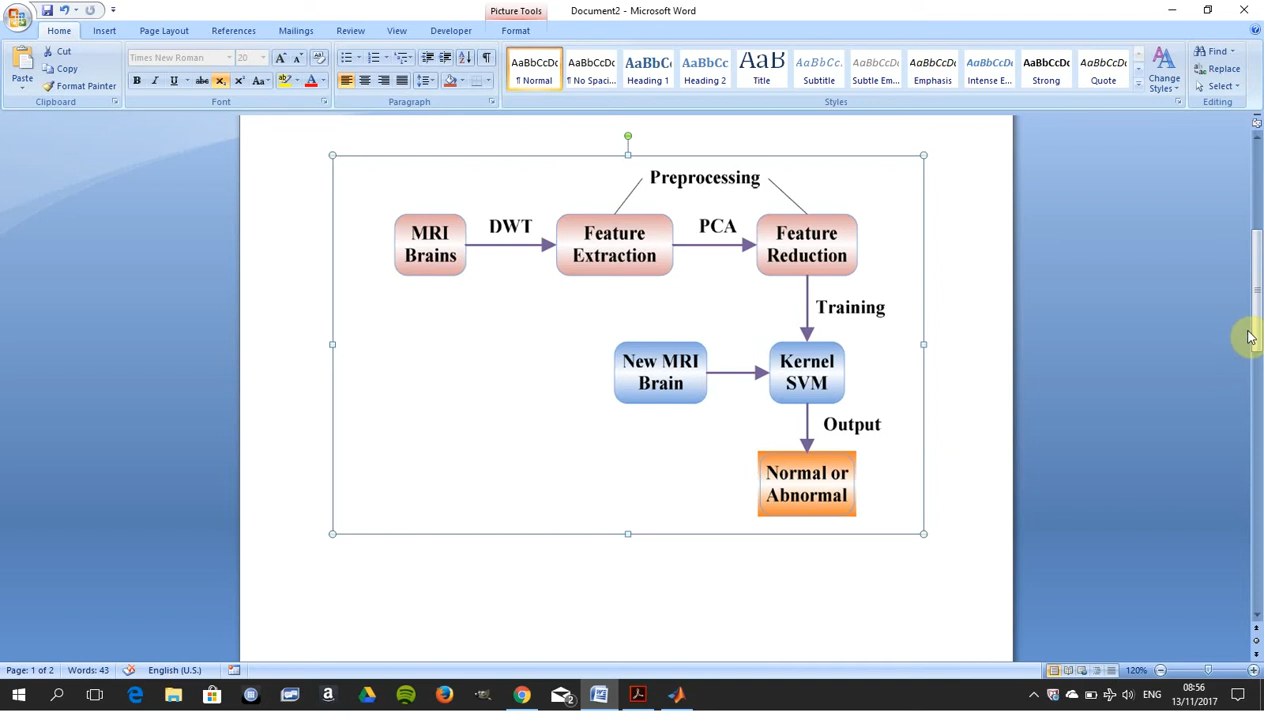 Picture Tools
Document2 - Microsoft Word
Home
Insert
Page Layout
References
Mailings
Review
View
Developer
Format
Paste
Cut
Copy
Format Painter
Clipboard
Times New Roman
20
Font
Paragraph
AaBbCcDc
¶ Normal
AaBbCcDc
¶ No Spaci...
AaBbC
Heading 1
AaBbCc
Heading 2
AaB
Title
AaBbCc.
Subtitle
AaBbCcDc
Subtle Em...
AaBbCcDc
Emphasis
AaBbCcDc
Intense E...
AaBbCcDc
Strong
AaBbCcDc
Quote
Change
Styles
Styles
Find
Replace
Select
Editing
Preprocessing
MRI
Brains
DWT
Feature
Extraction
PCA
Feature
Reduction
Training
New MRI
Brain
Kernel
SVM
Output
Normal or
Abnormal
Page: 1 of 2
Words: 43
English (U.S.)
120%
2
ENG
08:56
13/11/2017